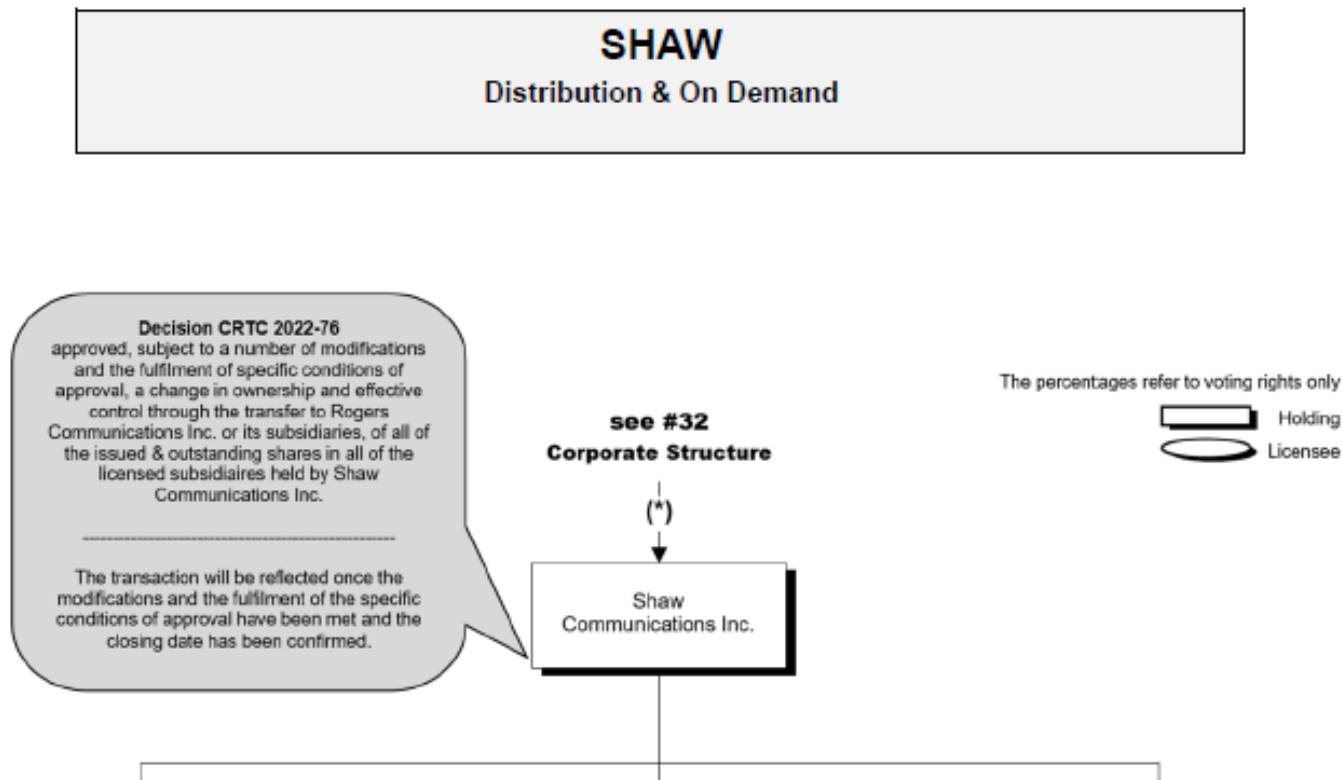 SHAW
Distribution & On Demand
Decision CRTC 2022-76
approved, subject to a number of modifications
and the fulfilment of specific conditions of
approval, a change in ownership and effective
control through the transfer to Rogers
Communications Inc. or its subsidiaries, of all of
the issued & outstanding shares in all of the
licensed subsidiaires held by Shaw
Communications Inc.
----------------------------------------------------
The transaction will be reflected once the
modifications and the fulfilment of the specific
conditions of approval have been met and the
closing date has been confirmed.
see #32
Corporate Structure
(*)
Shaw
Communications Inc.
The percentages refer to voting rights only
Holding
Licensee